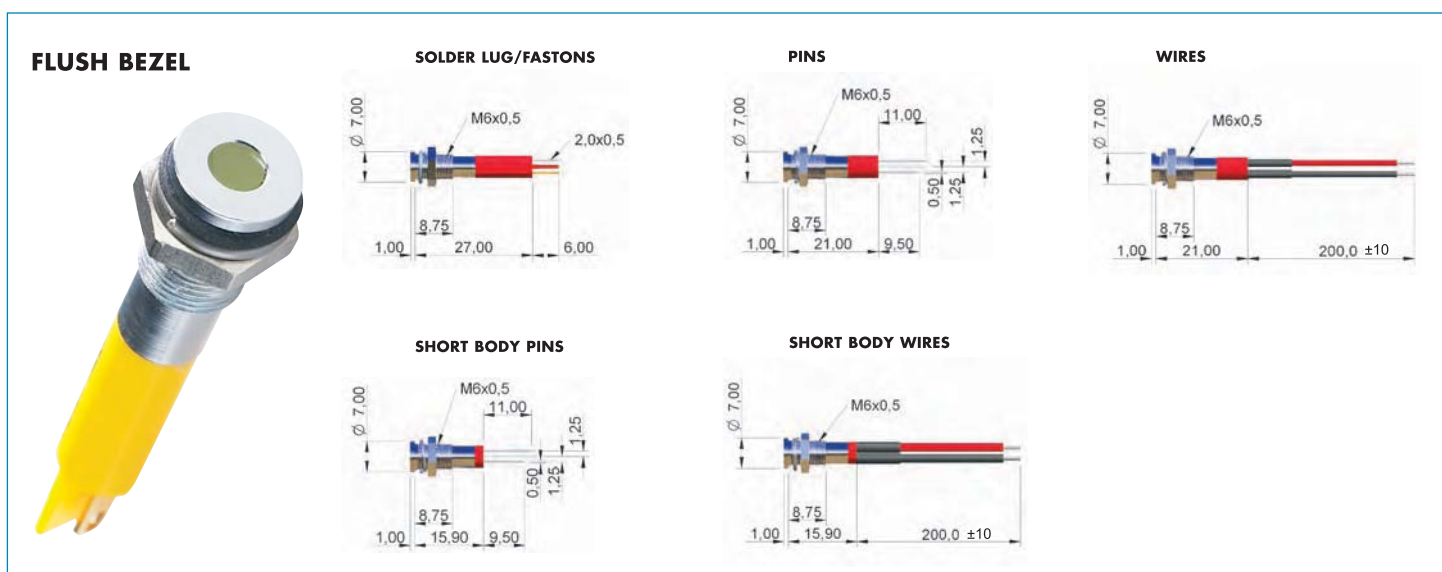 FLUSH BEZEL
SOLDER LUG/FASTONS
Ø 7,00
M6x0,5
2,0x0,5
8,75
1,00
27,00
6,00
PINS
Ø 7,00
M6x0,5
11,00
1,25
0,50
1,25
8,75
1,00
21,00
9,50
WIRES
Ø 7,00
M6x0,5
8,75
1,00
21,00
200,0 ±10
SHORT BODY PINS
Ø 7,00
M6x0,5
11,00
1,25
0,50
1,25
8,75
1,00
15,90
9,50
SHORT BODY WIRES
Ø 7,00
M6x0,5
8,75
1,00
15,90
200,0 ±10